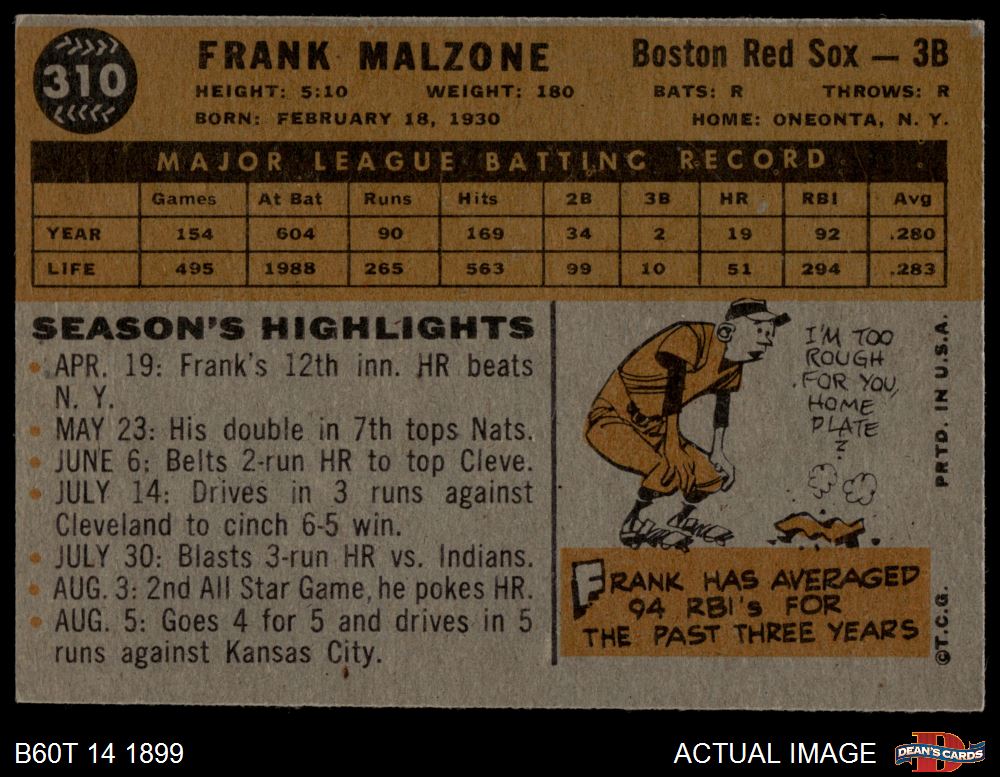 310
FRANK MALZONE
Boston Red Sox — 3B
HEIGHT: 5:10 WEIGHT: 180 BATS: R THROWS: R
BORN: FEBRUARY 18, 1930 HOME: ONEONTA, N. Y.
MAJOR LEAGUE BATTING RECORD
Games At Bat Runs Hits 2B 3B HR RBI Avg
YEAR 154 604 90 169 34 2 19 92 .280
LIFE 495 1988 265 563 99 10 51 294 .283
SEASON'S HIGHLIGHTS
• APR. 19: Frank's 12th inn. HR beats
N. Y.
• MAY 23: His double in 7th tops Nats.
• JUNE 6: Belts 2-run HR to top Cleve.
• JULY 14: Drives in 3 runs against
Cleveland to cinch 6-5 win.
• JULY 30: Blasts 3-run HR vs. Indians.
• AUG. 3: 2nd All Star Game, he pokes HR.
• AUG. 5: Goes 4 for 5 and drives in 5
runs against Kansas City.
I'M TOO
ROUGH
FOR YOU,
HOME
PLATE
?
FRANK HAS AVERAGED
94 RBI's FOR
THE PAST THREE YEARS
PRTD. IN U.S.A.
©T.C.G.
B60T 14 1899
ACTUAL IMAGE
D
DEAN'S CARDS